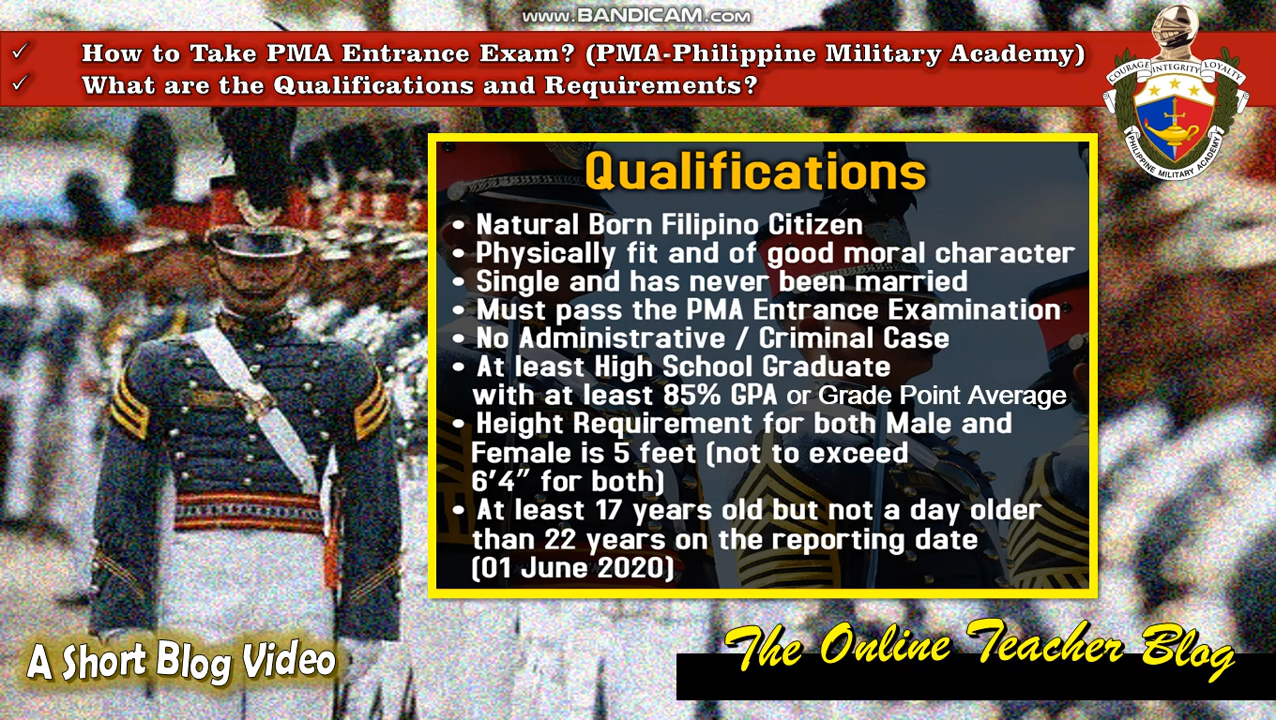 www.BANDICAM.com
✓ How to Take PMA Entrance Exam? (PMA-Philippine Military Academy)
✓ What are the Qualifications and Requirements?
COURAGE INTEGRITY LOYALTY
PHILIPPINE MILITARY ACADEMY
Qualifications
• Natural Born Filipino Citizen
• Physically fit and of good moral character
• Single and has never been married
• Must pass the PMA Entrance Examination
• No Administrative / Criminal Case
• At least High School Graduate
with at least 85% GPA or Grade Point Average
• Height Requirement for both Male and
Female is 5 feet (not to exceed
6'4" for both)
• At least 17 years old but not a day older
than 22 years on the reporting date
(01 June 2020)
A Short Blog Video
The Online Teacher Blog